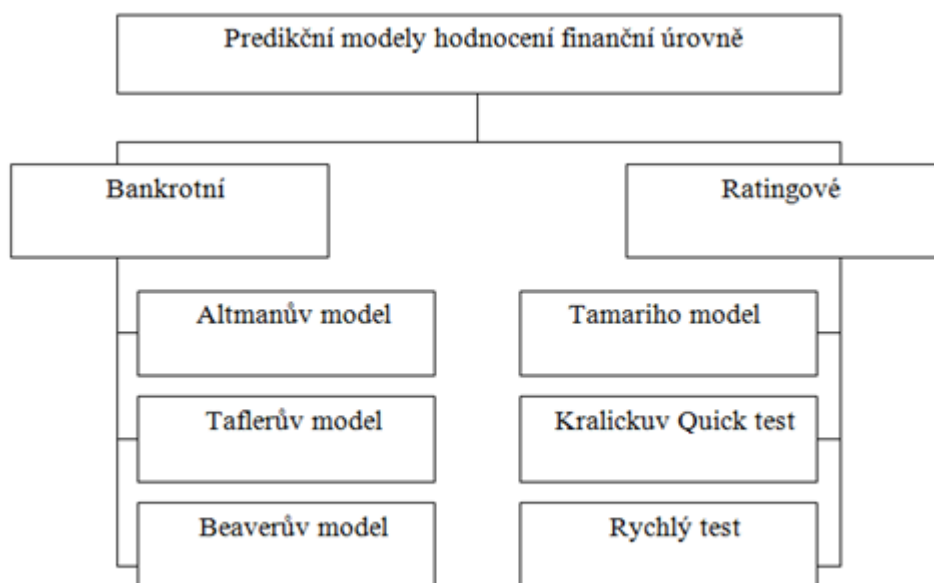 Predikční modely hodnocení finanční úrovně
Bankrotní
Ratingové
Altmanův model
Tamariho model
Taflerův model
Kralickuv Quick test
Beaverův model
Rychlý test